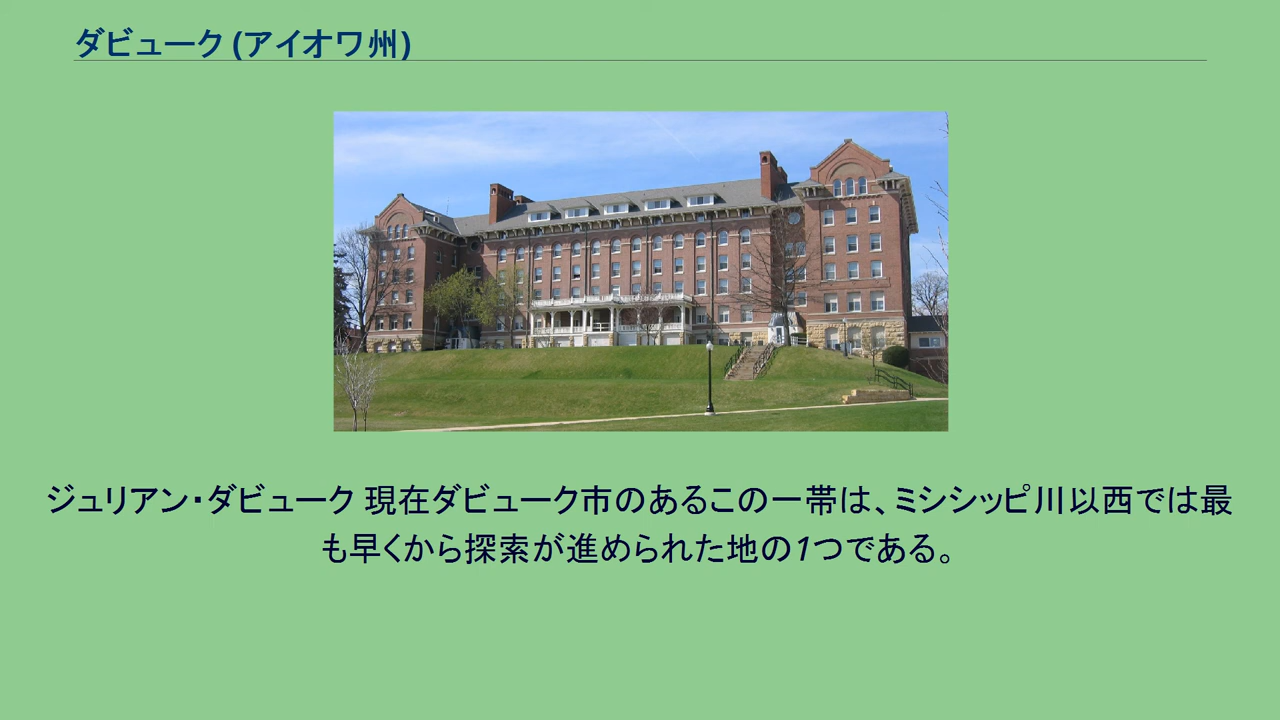 ダビューク (アイオワ州)
ジュリアン・ダビューク 現在ダビューク市のあるこの一帯は、ミシシッピ川以西では最
も早くから探索が進められた地の1つである。